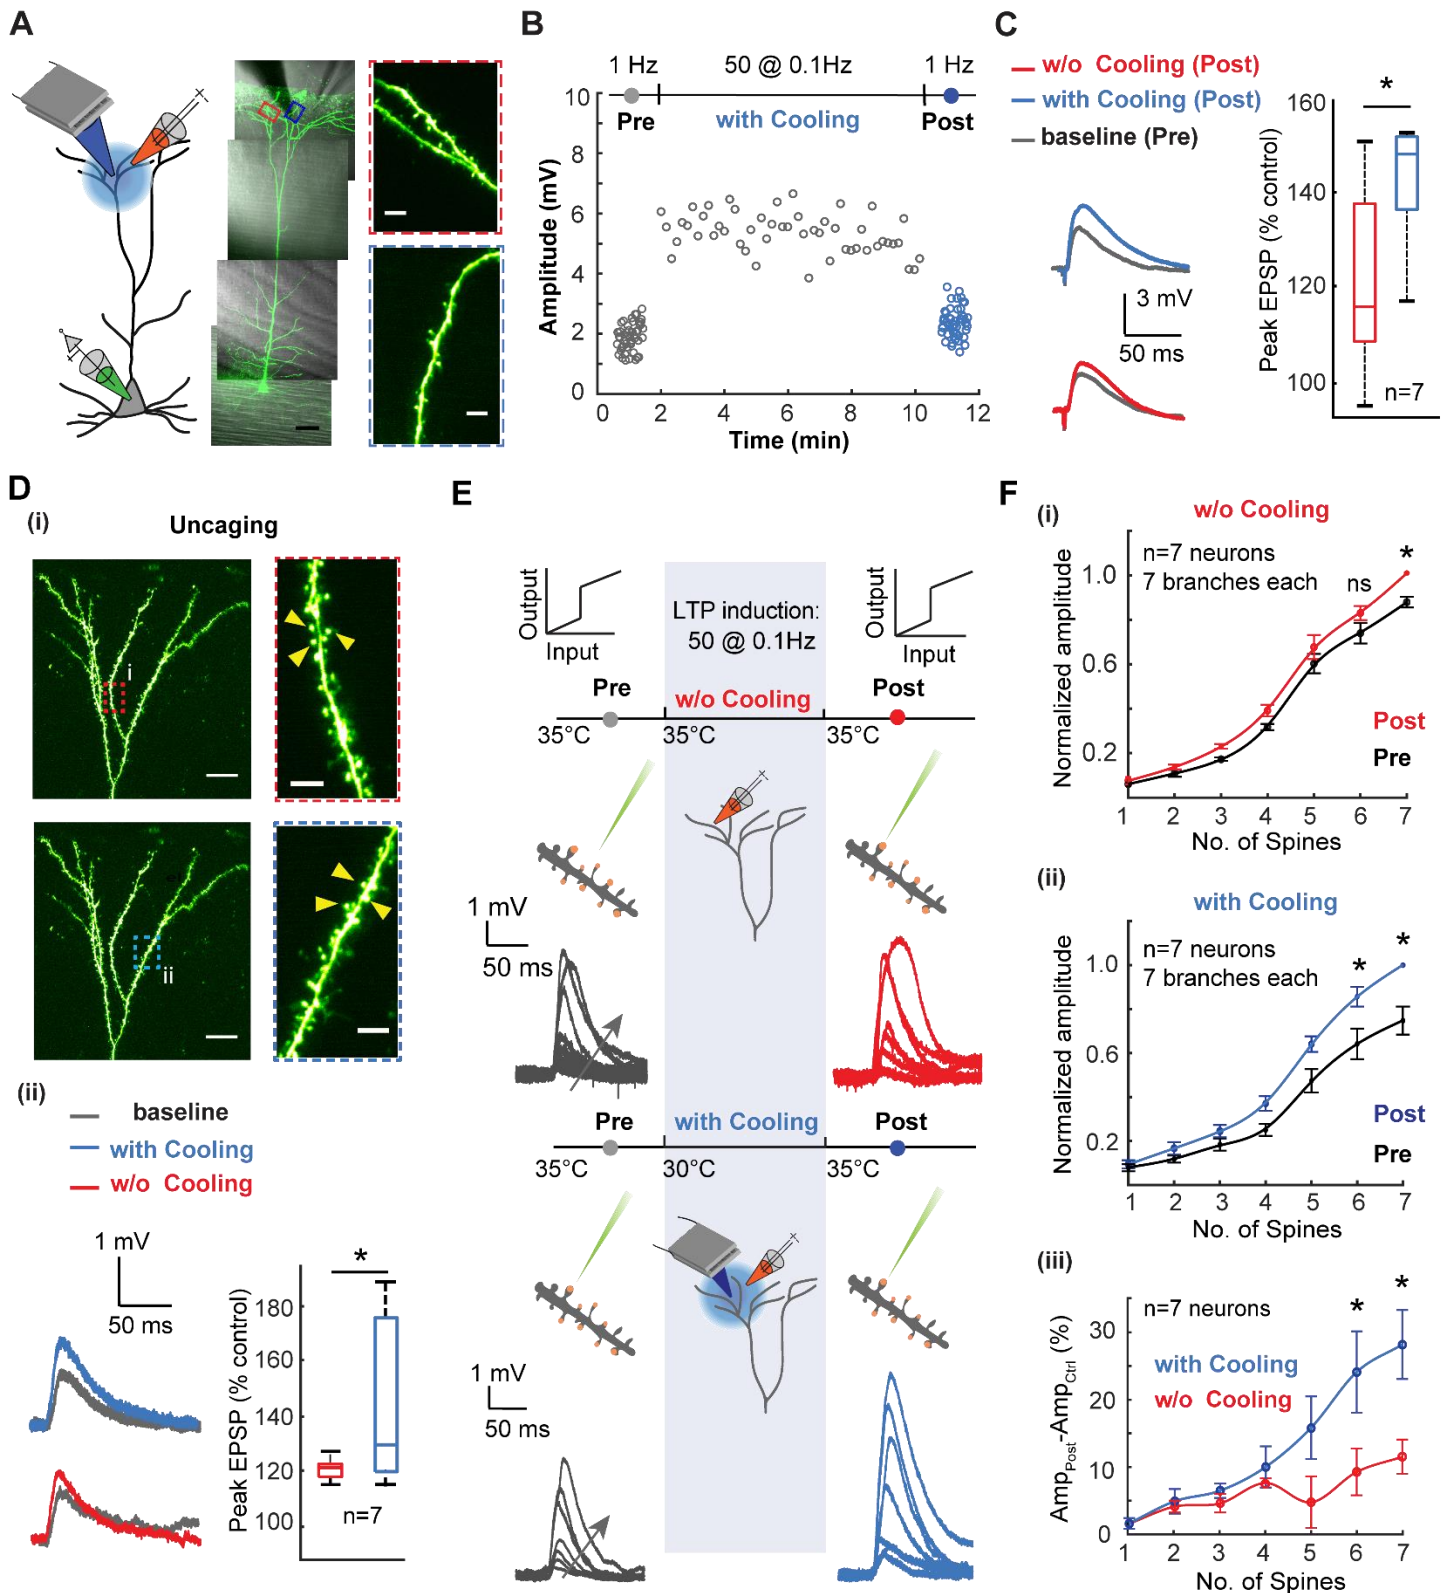 A
B
1 Hz
50 @ 0.1Hz
1 Hz
Pre
with Cooling
Post
Amplitude (mV)
10
8
6
4
2
0
0
2
4
6
8
10
12
Time (min)
C
w/o Cooling (Post)
with Cooling (Post)
baseline (Pre)
3 mV
50 ms
*
Peak EPSP (% control)
160
140
120
100
n=7
D
(i)
Uncaging
i
ii
(ii)
baseline
with Cooling
w/o Cooling
1 mV
50 ms
*
Peak EPSP (% control)
180
160
140
120
100
n=7
E
Output
Input
LTP induction:
50 @ 0.1Hz
Output
Input
Pre
w/o Cooling
Post
35°C
35°C
35°C
1 mV
50 ms
Pre
with Cooling
Post
35°C
30°C
35°C
1 mV
50 ms
F
(i)
w/o Cooling
n=7 neurons
7 branches each
ns
*
Normalized amplitude
1.0
0.6
0.2
Post
Pre
1
2
3
4
5
6
7
No. of Spines
(ii)
with Cooling
n=7 neurons
7 branches each
*
*
Normalized amplitude
1.0
0.6
0.2
Post
Pre
1
2
3
4
5
6
7
No. of Spines
(iii)
n=7 neurons
*
*
with Cooling
w/o Cooling
AmpPost-AmpCtrl (%)
30
20
10
0
1
2
3
4
5
6
7
No. of Spines